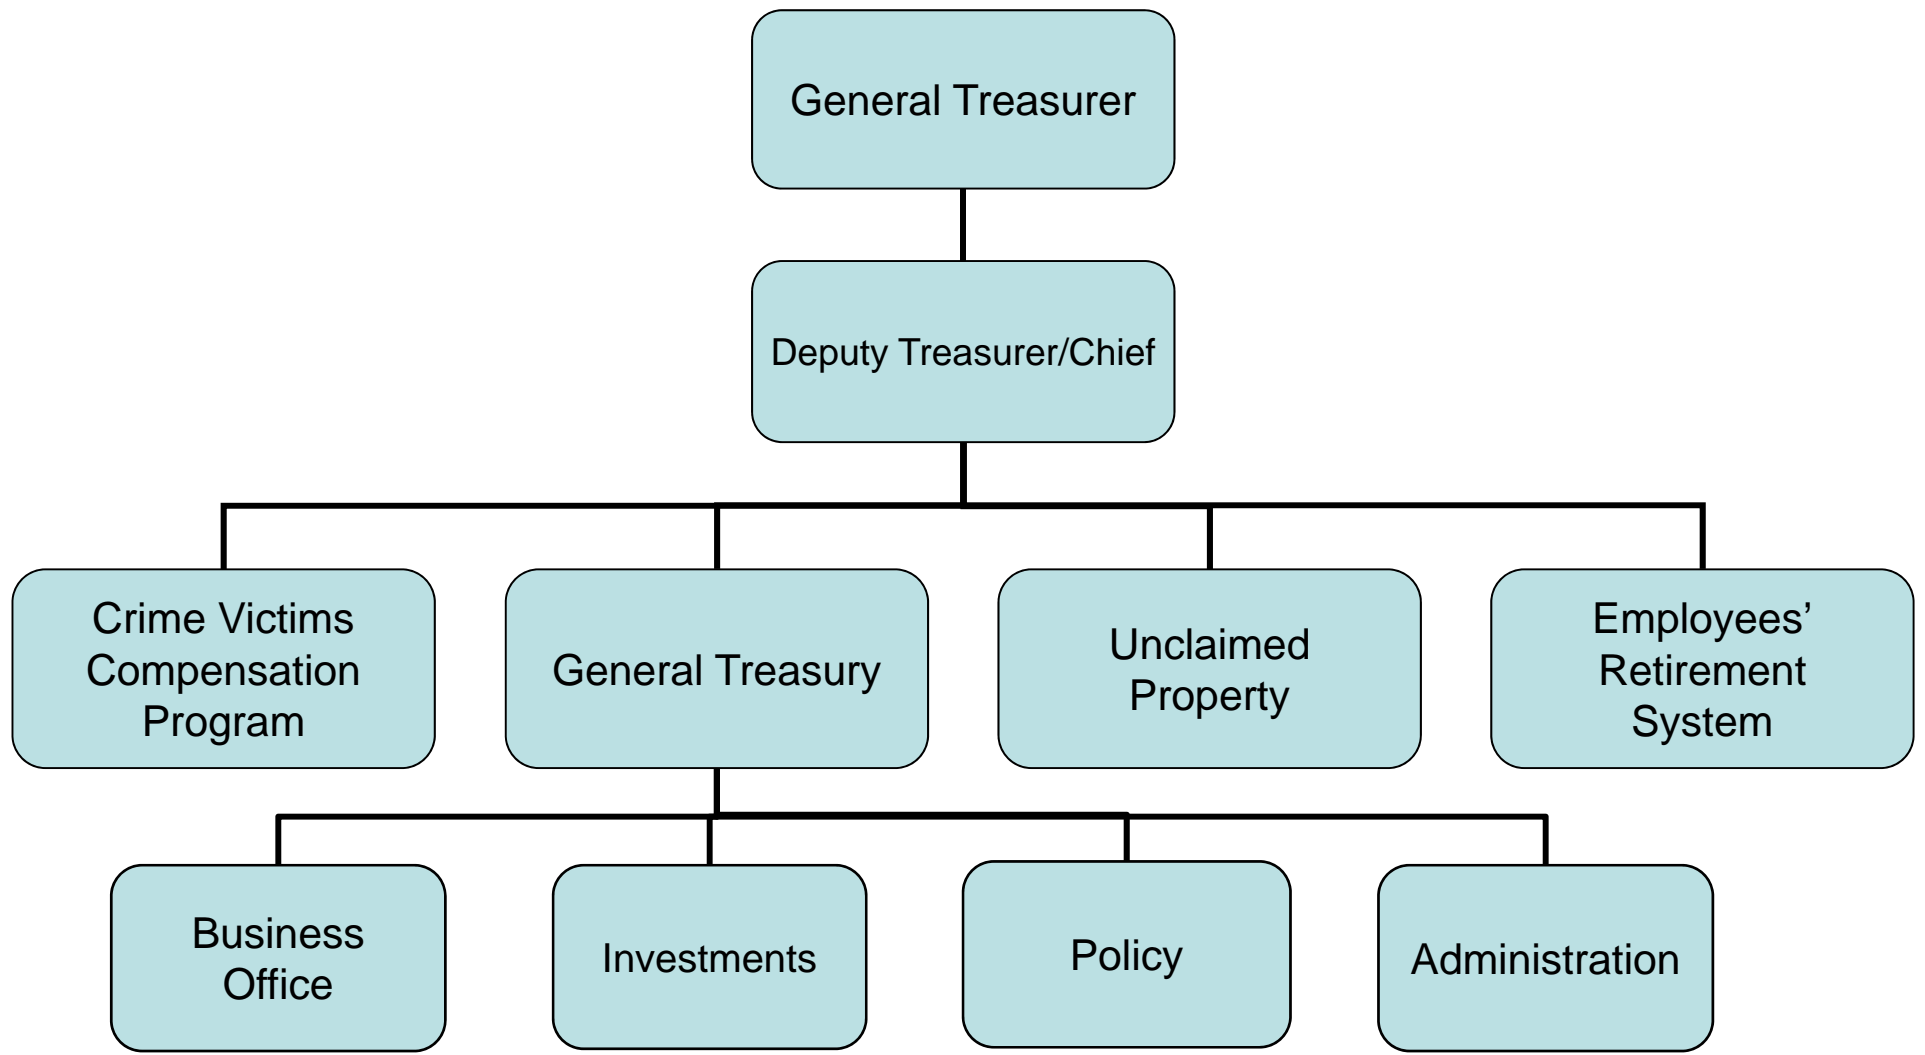 General Treasurer
Deputy Treasurer/Chief
Crime Victims
Compensation
Program
General Treasury
Unclaimed
Property
Employees’
Retirement
System
Business
Office
Investments
Policy
Administration